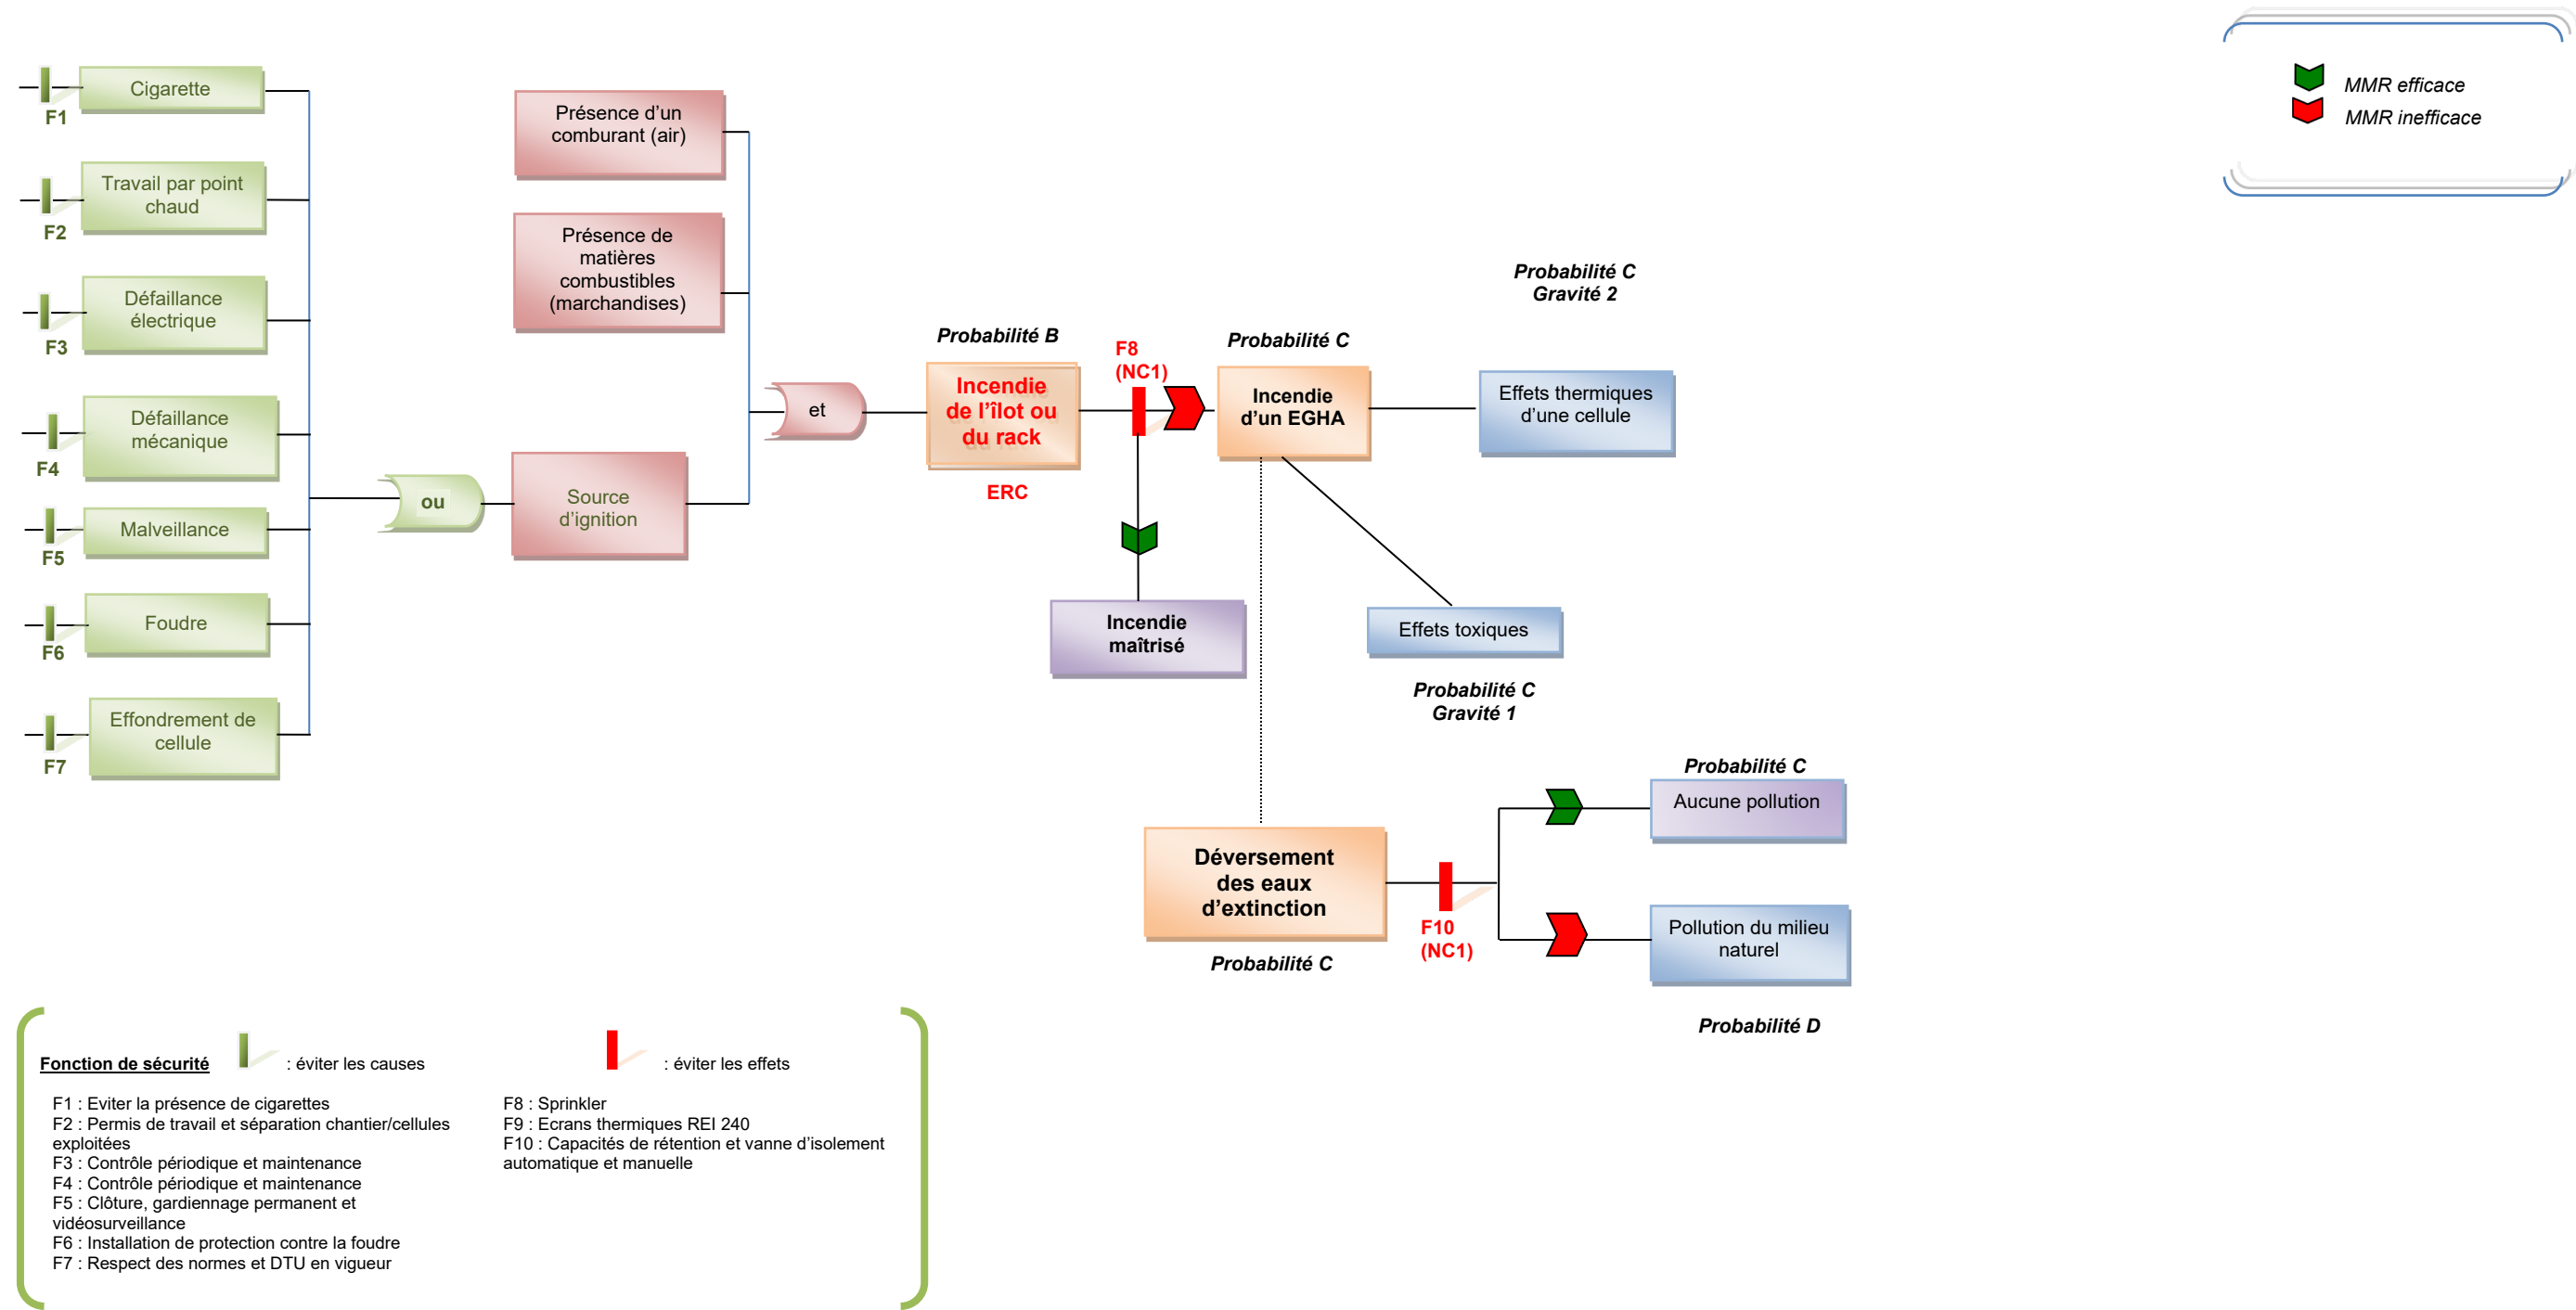 MMR efficace
MMR inefficace
Cigarette
F1
Travail par point
chaud
F2
Défaillance
électrique
F3
Défaillance
mécanique
F4
Malveillance
F5
Foudre
F6
Effondrement de
cellule
F7
ou
Présence d’un
comburant (air)
Présence de
matières
combustibles
(marchandises)
Source
d’ignition
et
Probabilité B
Incendie
de l’îlot ou
du rack
ERC
F8
(NC1)
Incendie
maîtrisé
Probabilité C
Incendie
d’un EGHA
Probabilité C
Gravité 2
Effets thermiques
d’une cellule
Effets toxiques
Probabilité C
Gravité 1
Déversement
des eaux
d’extinction
Probabilité C
F10
(NC1)
Probabilité C
Aucune pollution
Pollution du milieu
naturel
Probabilité D
Fonction de sécurité
: éviter les causes
: éviter les effets
F1 : Eviter la présence de cigarettes
F2 : Permis de travail et séparation chantier/cellules
exploitées
F3 : Contrôle périodique et maintenance
F4 : Contrôle périodique et maintenance
F5 : Clôture, gardiennage permanent et
vidéosurveillance
F6 : Installation de protection contre la foudre
F7 : Respect des normes et DTU en vigueur
F8 : Sprinkler
F9 : Ecrans thermiques REI 240
F10 : Capacités de rétention et vanne d’isolement
automatique et manuelle